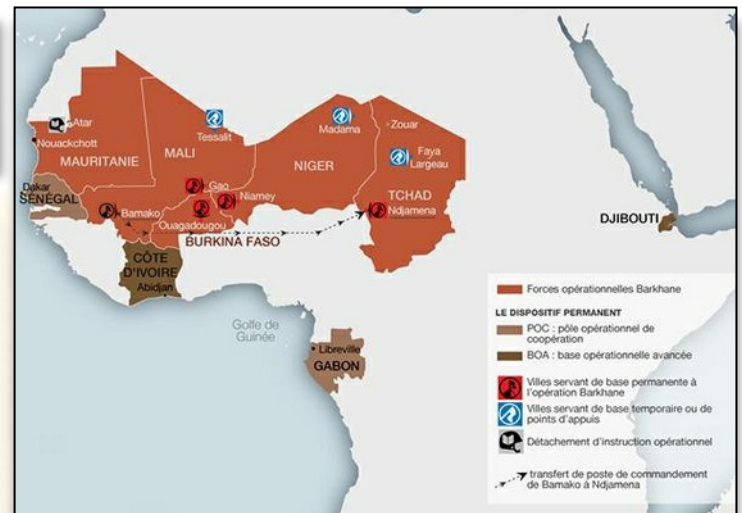 Atar
Nouackchott
MAURITANIE
MALI
Tessalit
NIGER
Madama
Zouar
Faya
Largeau
TCHAD
Ndjamena
Dakar
SÉNÉGAL
Gao
Niamey
Bamako
Ouagadougou
BURKINA FASO
CÔTE
D'IVOIRE
Abidjan
DJIBOUTI
Golfe de
Guinée
Libreville
GABON
Forces opérationnelles Barkhane
LE DISPOSITIF PERMANENT
POC : pôle opérationnel de
coopération
BOA : base opérationnelle avancée
Villes servant de base permanente à
l'opération Barkhane
Villes servant de base temporaire ou de
points d'appuis
Détachement d'instruction opérationnel
transfert de poste de commandement
de Bamako à Ndjamena